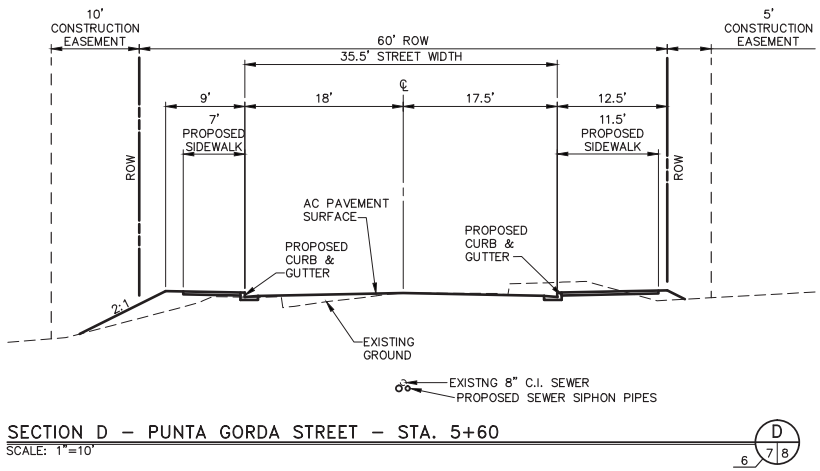 10'
CONSTRUCTION
EASEMENT
5'
CONSTRUCTION
EASEMENT
60' ROW
35.5' STREET WIDTH
℄
9'
18'
17.5'
12.5'
7'
PROPOSED
SIDEWALK
11.5'
PROPOSED
SIDEWALK
ROW
ROW
AC PAVEMENT
SURFACE
PROPOSED
CURB &
GUTTER
PROPOSED
CURB &
GUTTER
2:1
EXISTING
GROUND
EXISTNG 8" C.I. SEWER
PROPOSED SEWER SIPHON PIPES
SECTION D - PUNTA GORDA STREET - STA. 5+60
SCALE: 1"=10'
D
6
7 8